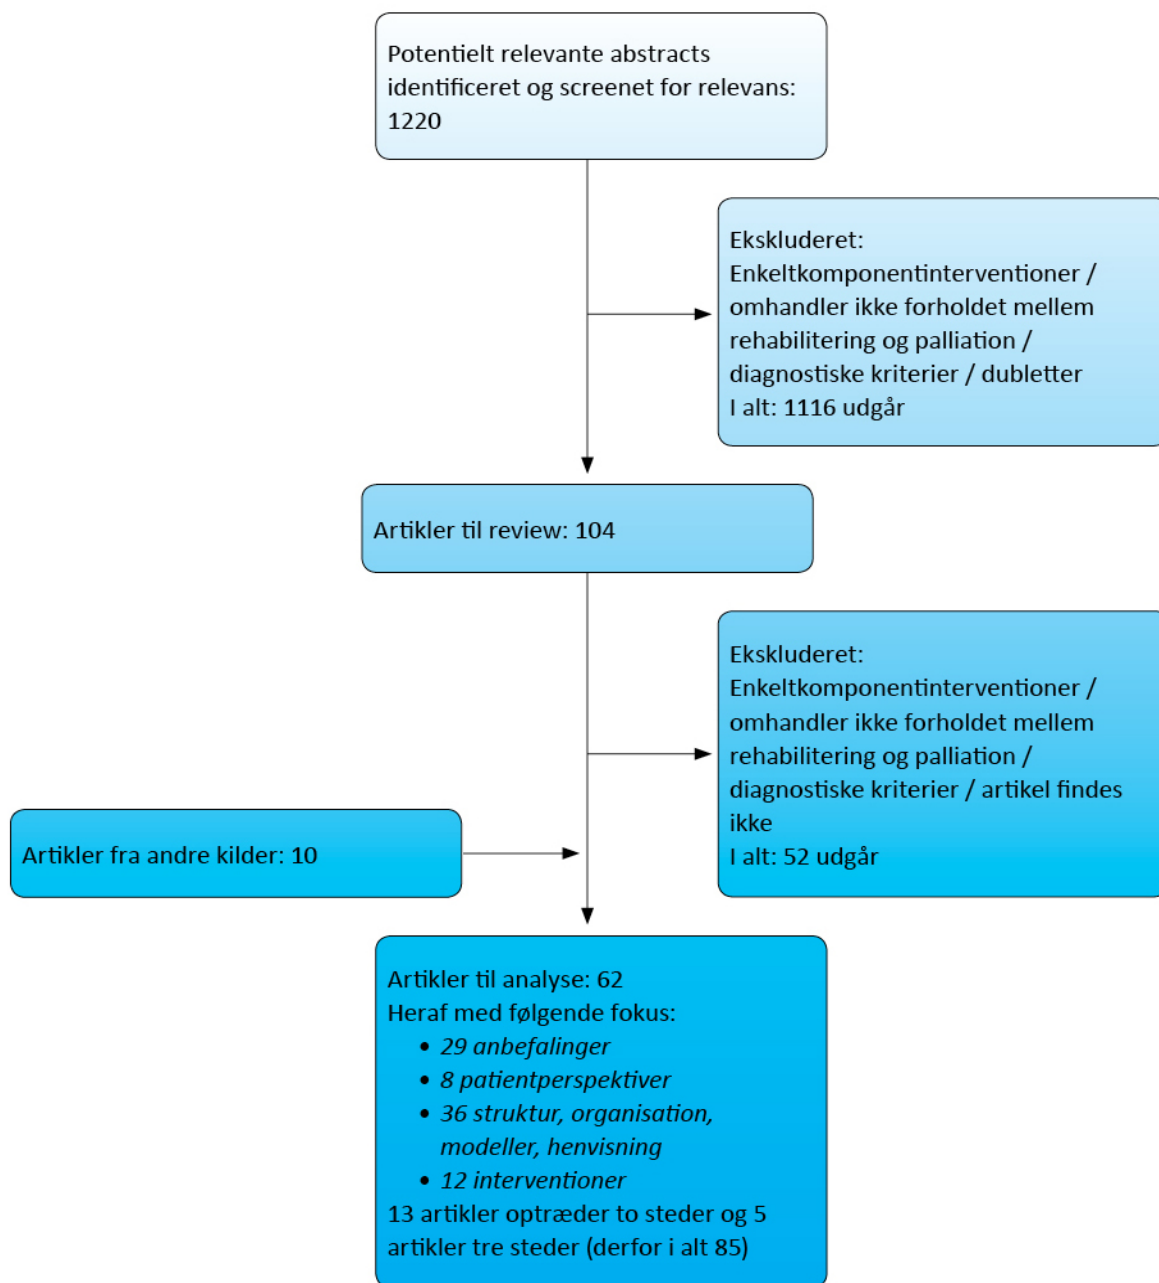 Potentielt relevante abstracts
identificeret og screenet for relevans:
1220
Ekskluderet:
Enkeltkomponentinterventioner /
omhandler ikke forholdet mellem
rehabilitering og palliation /
diagnostiske kriterier / dubletter
I alt: 1116 udgår
Artikler til review: 104
Ekskluderet:
Enkeltkomponentinterventioner /
omhandler ikke forholdet mellem
rehabilitering og palliation /
diagnostiske kriterier / artikel findes
ikke
I alt: 52 udgår
Artikler fra andre kilder: 10
Artikler til analyse: 62
Heraf med følgende fokus:
• 29 anbefalinger
• 8 patientperspektiver
• 36 struktur, organisation,
modeller, henvisning
• 12 interventioner
13 artikler optræder to steder og 5
artikler tre steder (derfor i alt 85)